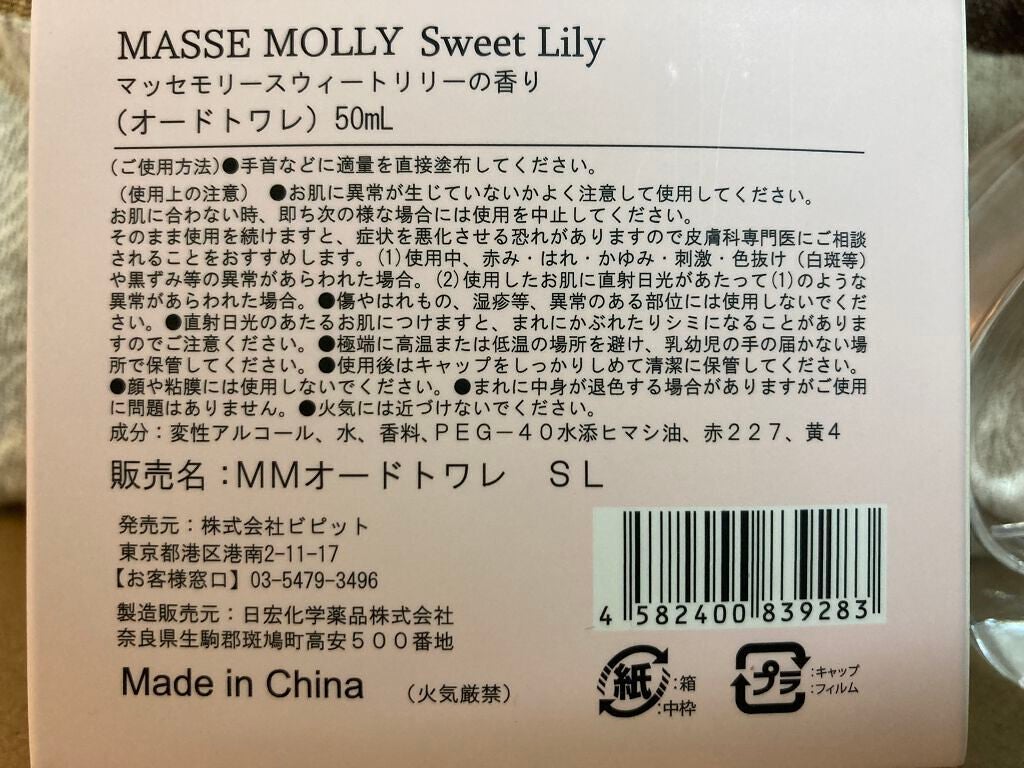 MASSE MOLLY Sweet Lily
マッセモリースウィートリリーの香り
(オードトワレ) 50mL
(ご使用方法)●手首などに適量を直接塗布してください。
(使用上の注意) ●お肌に異常が生じていないかよく注意して使用してください。
お肌に合わない時、即ち次の様な場合には使用を中止してください。
そのまま使用を続けますと、症状を悪化させる恐れがありますので皮膚科専門医にご相談
されることをおすすめします。(1)使用中、赤み・はれ・かゆみ・刺激・色抜け(白斑等)
や黒ずみ等の異常があらわれた場合。(2)使用したお肌に直射日光があたって(1)のような
異常があらわれた場合。●傷やはれもの、湿疹等、異常のある部位には使用しないでくだ
さい。●直射日光のあたるお肌につけますと、まれにかぶれたりシミになることがありま
すのでご注意ください。●極端に高温または低温の場所を避け、乳幼児の手の届かない場
所で保管してください。●使用後はキャップをしっかりしめて清潔に保管してください。
●顔や粘膜には使用しないでください。●まれに中身が退色する場合がありますがご使用
に問題はありません。●火気には近づけないでください。
成分:変性アルコール、水、香料、PEG-40水添ヒマシ油、赤227、黄4
販売名:MMオードトワレ SL
発売元:株式会社ビピット
東京都港区港南2-11-17
【お客様窓口】03-5479-3496
製造販売元:日宏化学薬品株式会社
奈良県生駒郡斑鳩町高安500番地
Made in China (火気厳禁)
4 582400 839283
紙 :箱
:中枠
プラ :キャップ
:フィルム